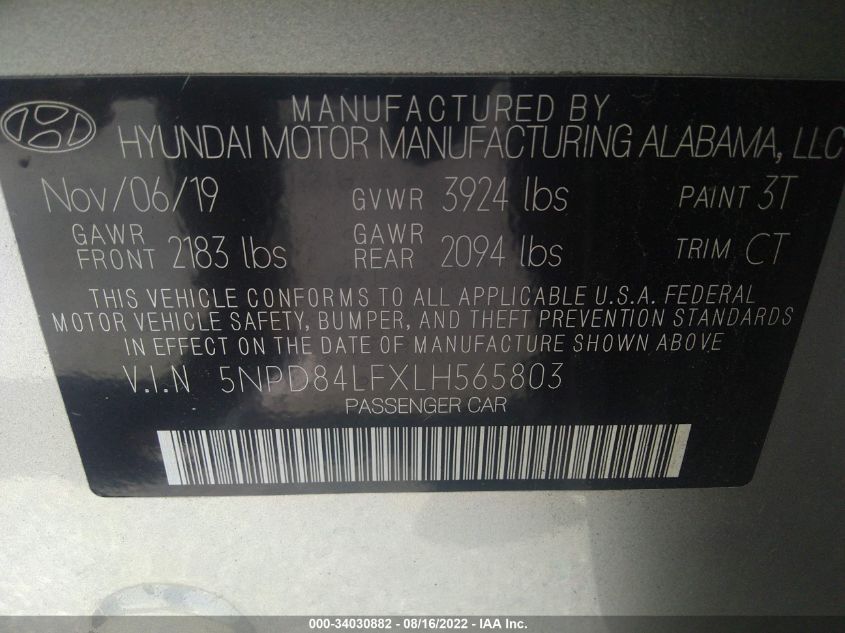 MANUFACTURED BY
HYUNDAI MOTOR MANUFACTURING ALABAMA, LLC
Nov/06/19 GVWR 3924 lbs PAINT 3T
GAWR FRONT 2183 lbs GAWR REAR 2094 lbs TRIM CT
THIS VEHICLE CONFORMS TO ALL APPLICABLE U.S.A. FEDERAL
MOTOR VEHICLE SAFETY, BUMPER, AND THEFT PREVENTION STANDARDS
IN EFFECT ON THE DATE OF MANUFACTURE SHOWN ABOVE.
V.I.N 5NPD84LFXLH565803
PASSENGER CAR
000-34030882 - 08/16/2022 - IAA Inc.